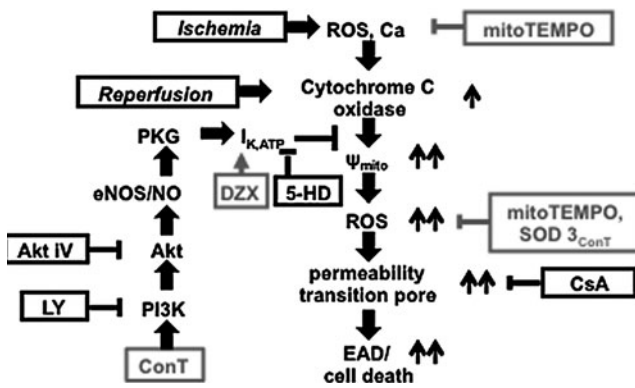 Ischemia
ROS, Ca
mitoTEMPO
Reperfusion
Cytochrome C
oxidase
PKG
I K,ATP
Ψmito
DZX
5-HD
eNOS/NO
ROS
mitoTEMPO,
SOD 3ConT
Akt iV
Akt
permeability
transition pore
CsA
LY
PI3K
ConT
EAD/
cell death